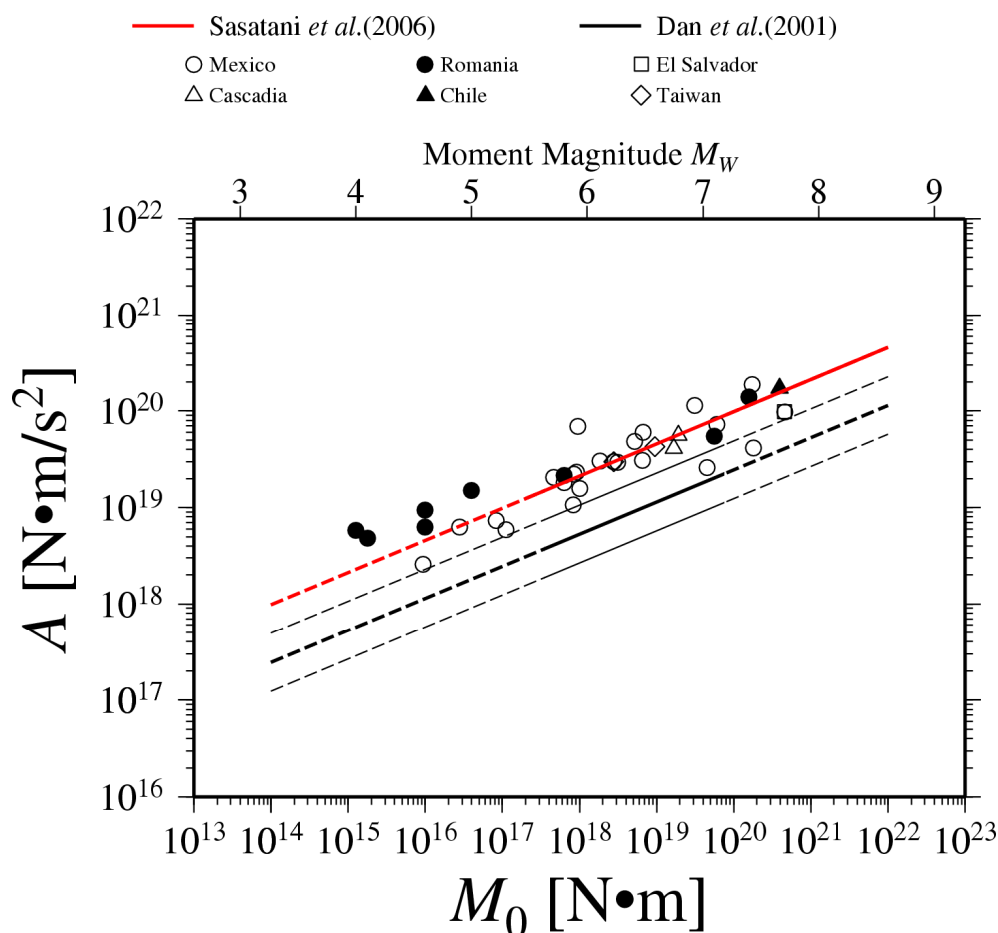 Sasatani et al.(2006) Dan et al.(2001)
Mexico Romania El Salvador
Cascadia Chile Taiwan
Moment Magnitude M_W
3 4 5 6 7 8 9
10^22
10^21
10^20
10^19
10^18
10^17
10^16
A [N•m/s^2]
10^13 10^14 10^15 10^16 10^17 10^18 10^19 10^20 10^21 10^22 10^23
M_0 [N•m]